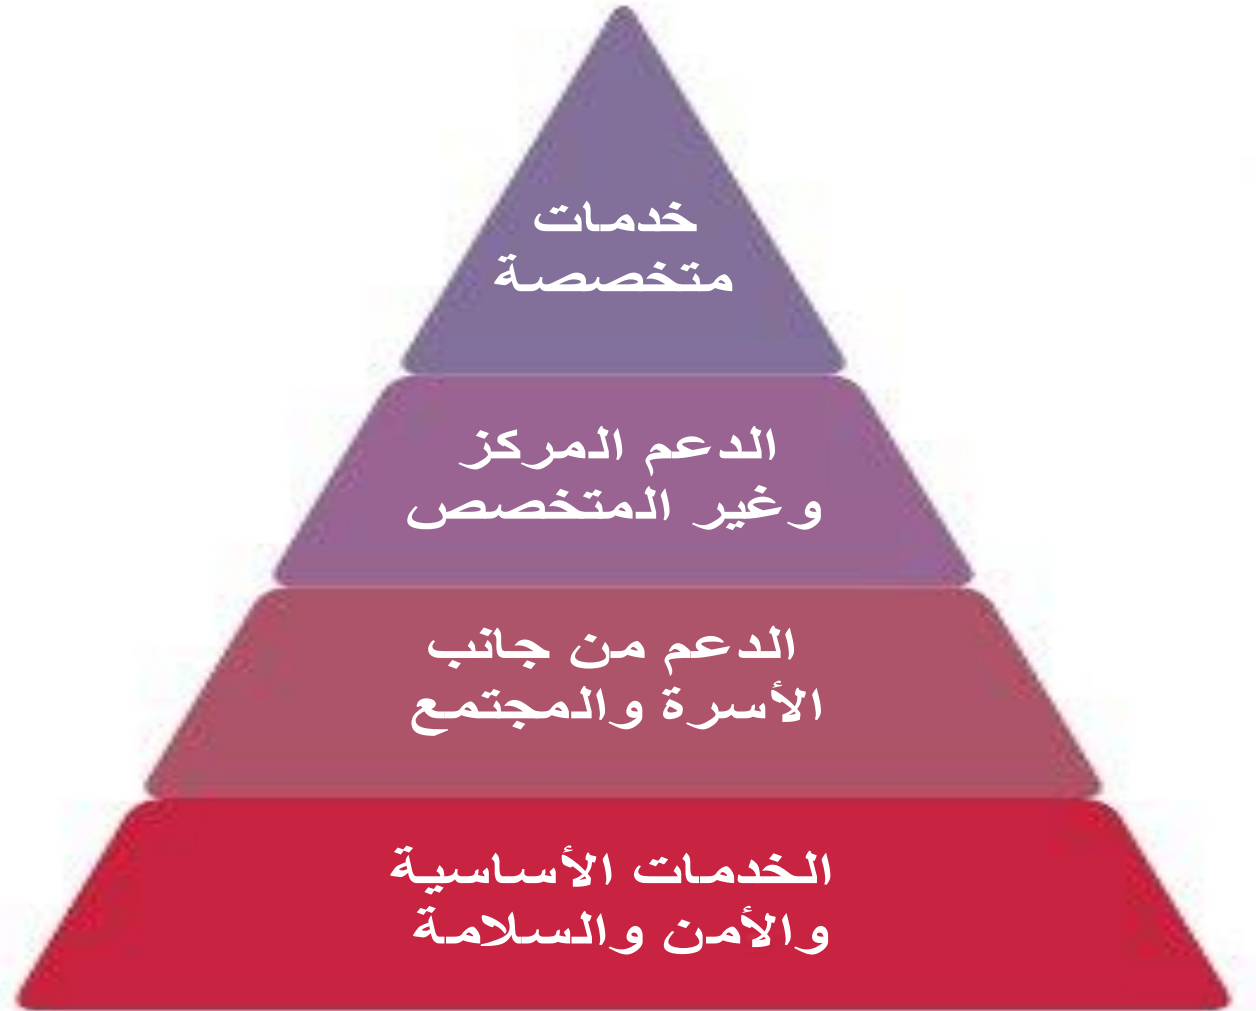 خدمات
متخصصة
الدعم المركز
وغير المتخصص
الدعم من جانب
الأسرة والمجتمع
الخدمات الأساسية
والأمن والسلامة